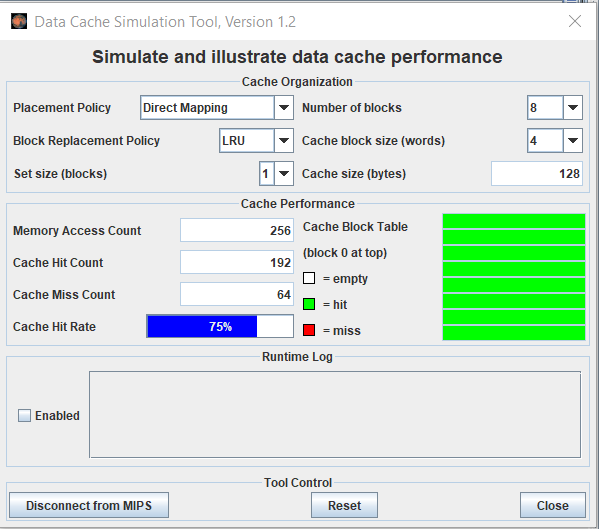 Data Cache Simulation Tool, Version 1.2
Simulate and illustrate data cache performance
Cache Organization
Placement Policy Direct Mapping Number of blocks 8
Block Replacement Policy LRU Cache block size (words) 4
Set size (blocks) 1 Cache size (bytes) 128
Cache Performance
Memory Access Count 256 Cache Block Table
Cache Hit Count 192 (block 0 at top)
= empty
Cache Miss Count 64 = hit
Cache Hit Rate 75% = miss
Runtime Log
Enabled
Tool Control
Disconnect from MIPS Reset Close